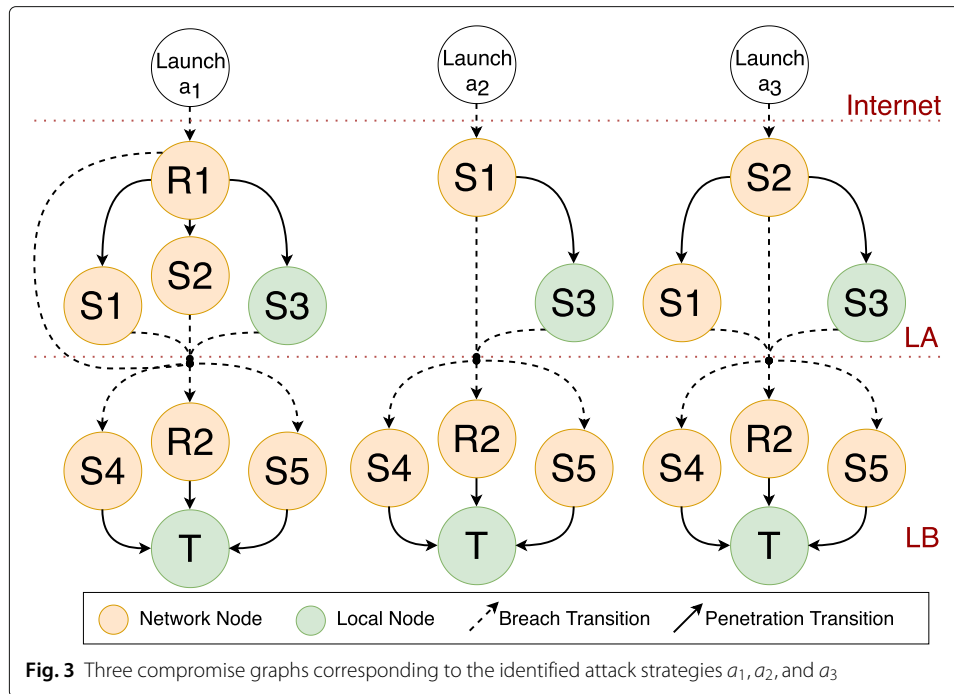 Launch a1
Launch a2
Launch a3
Internet
R1
S1
S2
S2
S1
S3
S3
S1
S3
LA
R2
R2
R2
S4
S5
S4
S5
S4
S5
T
T
T
LB
Network Node
Local Node
Breach Transition
Penetration Transition
Fig. 3 Three compromise graphs corresponding to the identified attack strategies a1, a2, and a3